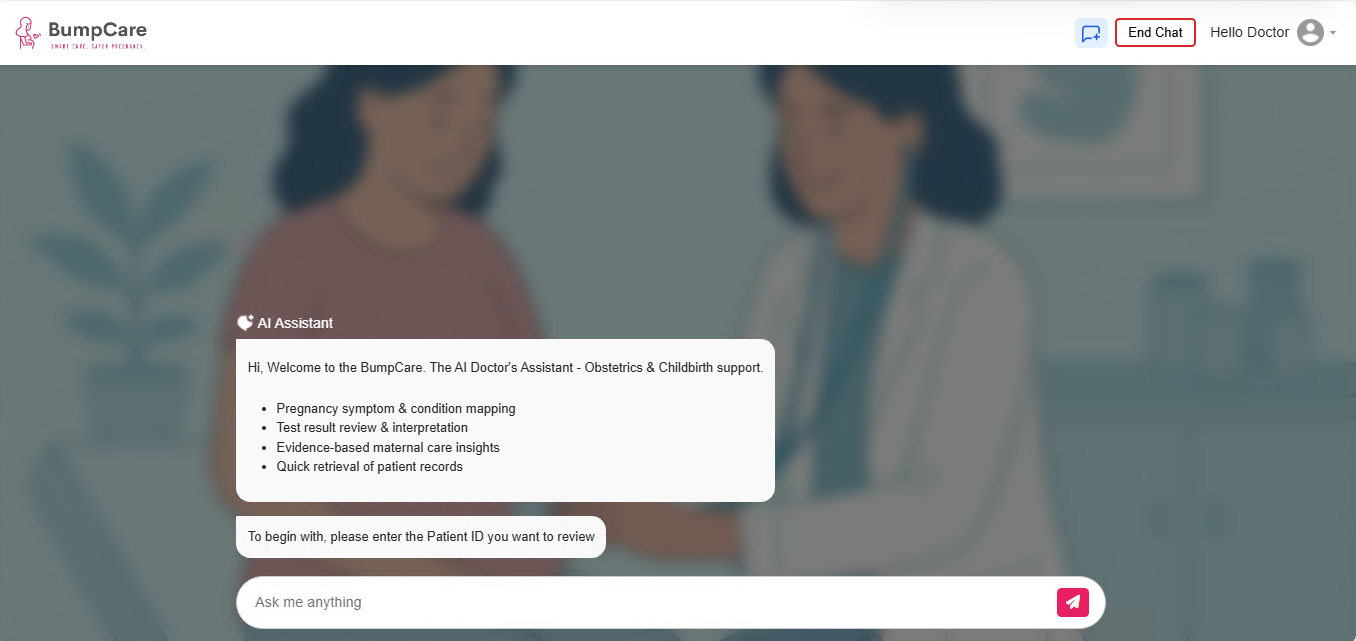 BumpCare
SMART CARE. SAFER PREGNANCY.
End Chat
Hello Doctor
AI Assistant
Hi, Welcome to the BumpCare. The AI Doctor's Assistant - Obstetrics & Childbirth support.
• Pregnancy symptom & condition mapping
• Test result review & interpretation
• Evidence-based maternal care insights
• Quick retrieval of patient records
To begin with, please enter the Patient ID you want to review
Ask me anything